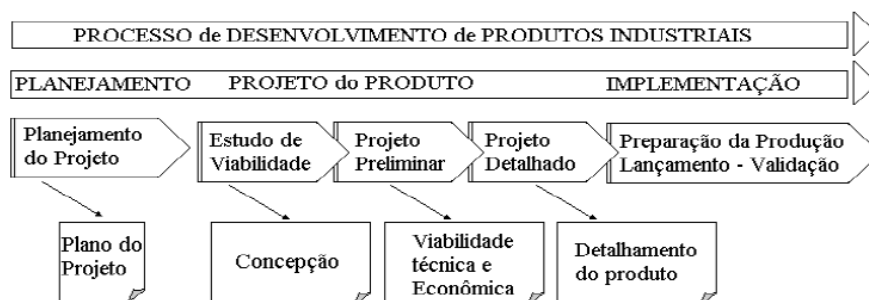 PROCESSO de DESENVOLVIMENTO de PRODUTOS INDUSTRIAIS
PLANEJAMENTO PROJETO do PRODUTO IMPLEMENTAÇÃO
Planejamento
do Projeto
Estudo de
Viabilidade
Projeto
Preliminar
Projeto
Detalhado
Preparação da Produção
Lançamento - Validação
Plano do
Projeto
Concepção
Viabilidade
técnica e
Econômica
Detalhamento
do produto